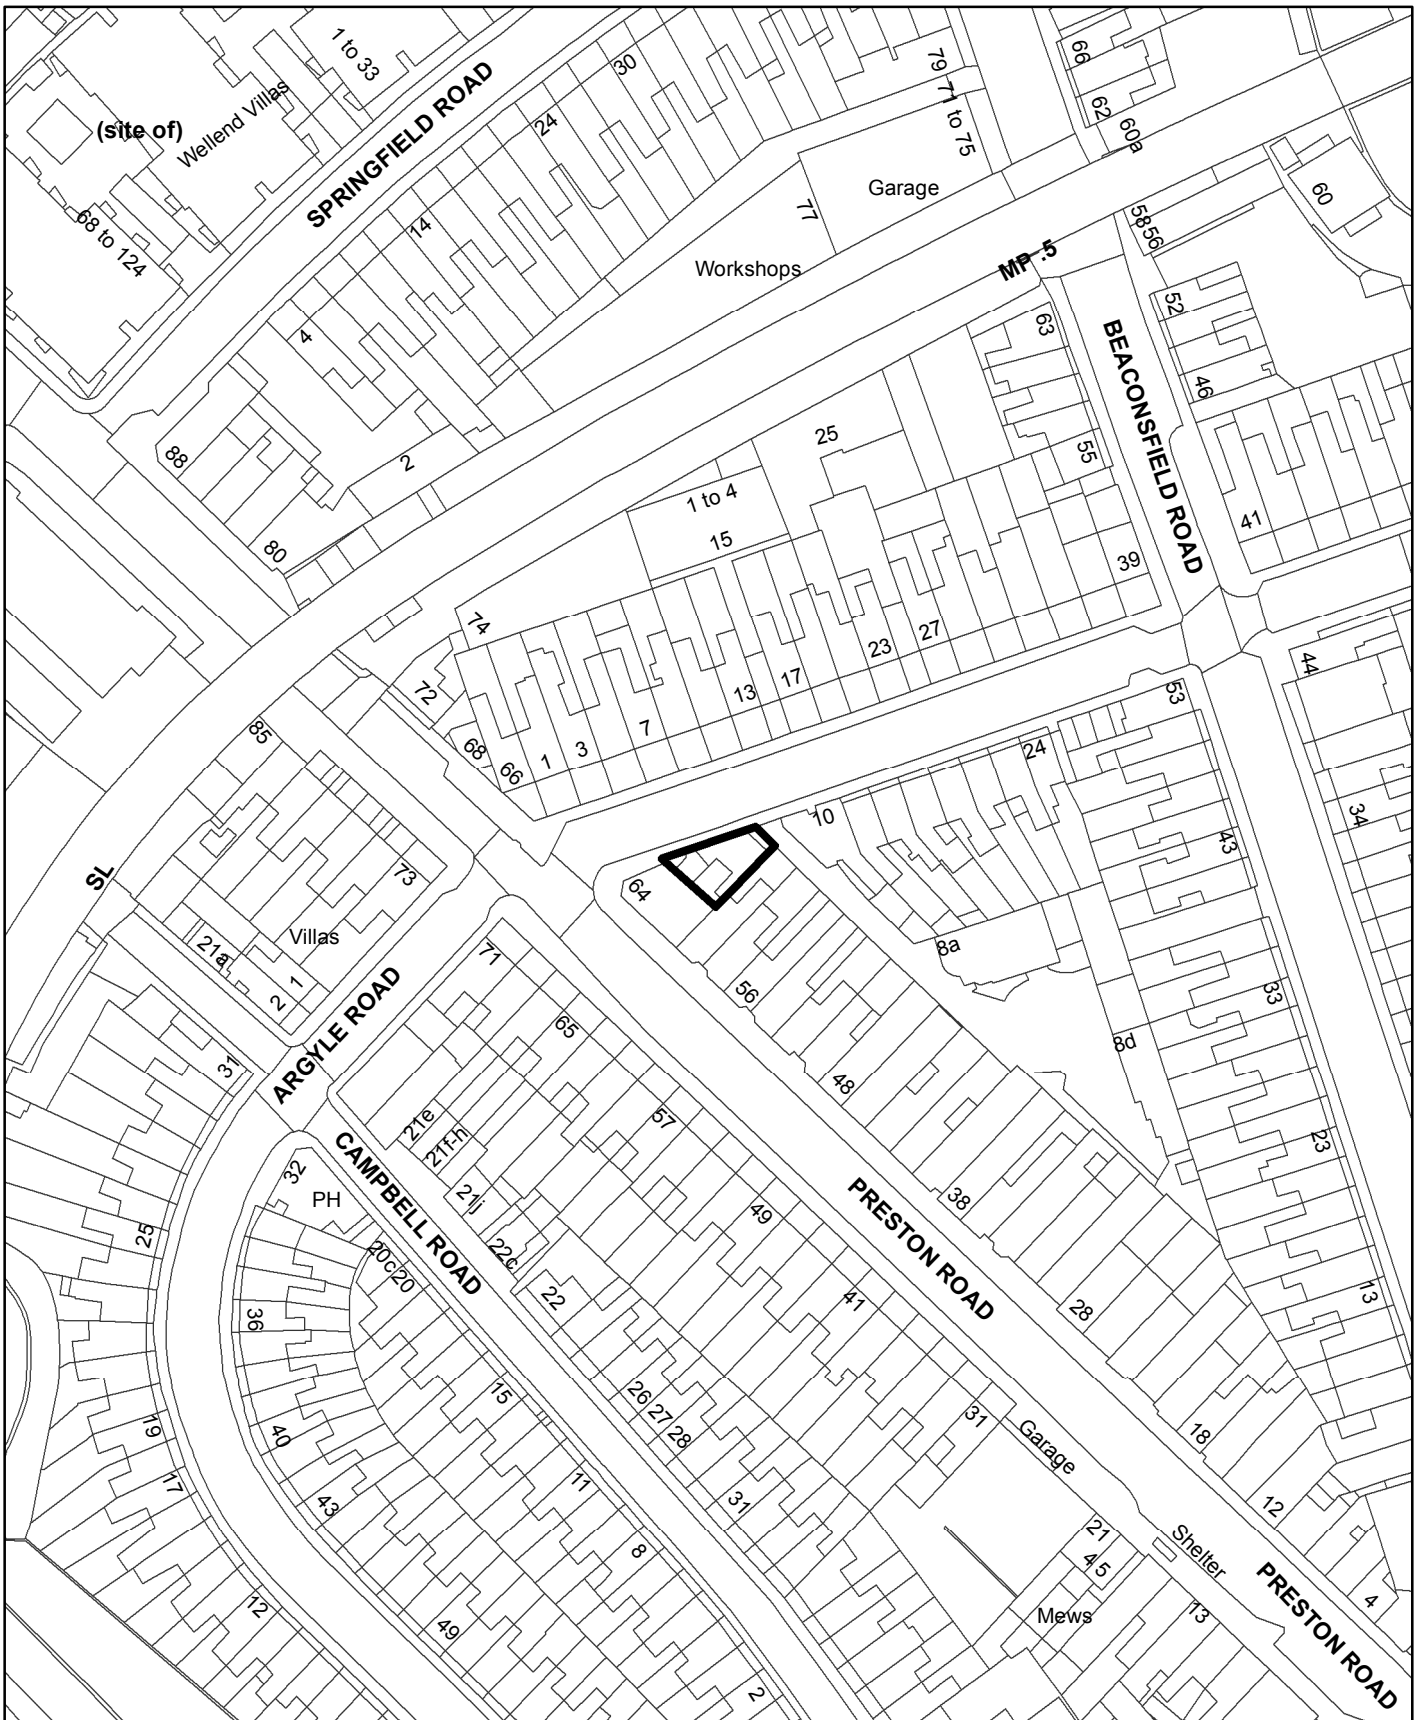 1 to 33
30
79
66
(site of)
Wellend Villas
SPRINGFIELD ROAD
24
71 to 75
62
60a
68 to 124
14
77
Garage
60
58
56
Workshops
MP .5
4
63
52
BEACONSFIELD ROAD
46
88
2
25
55
1 to 4
15
41
80
39
74
23
27
44
72
13
17
53
85
68
66
1
3
7
24
10
34
43
SL
73
64
21a
Villas
71
8a
1
2
56
33
65
8d
ARGYLE ROAD
31
48
21e
57
21f-h
CAMPBELL ROAD
23
32
PH
21j
38
49
PRESTON ROAD
25
20c
20
22c
22
41
28
13
36
15
26
27
28
31
Garage
18
19
40
17
11
43
31
12
8
21
4
5
Shelter
12
49
Mews
13
PRESTON ROAD
4
2